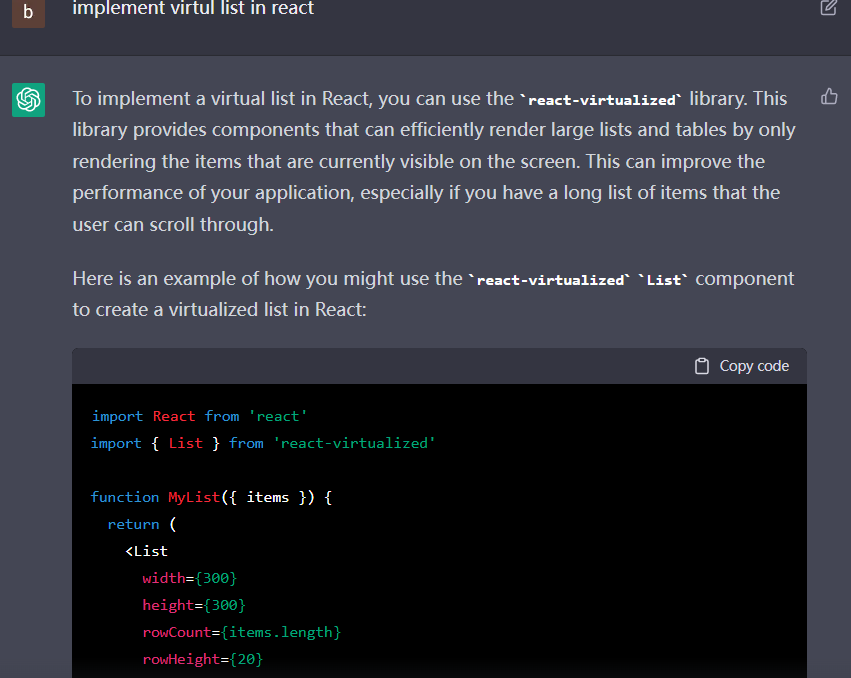 b
implement virtul list in react
To implement a virtual list in React, you can use the `react-virtualized` library. This
library provides components that can efficiently render large lists and tables by only
rendering the items that are currently visible on the screen. This can improve the
performance of your application, especially if you have a long list of items that the
user can scroll through.
Here is an example of how you might use the `react-virtualized` `List` component
to create a virtualized list in React:
Copy code
import React from 'react'
import { List } from 'react-virtualized'
function MyList({ items }) {
return (
<List
width={300}
height={300}
rowCount={items.length}
rowHeight={20}